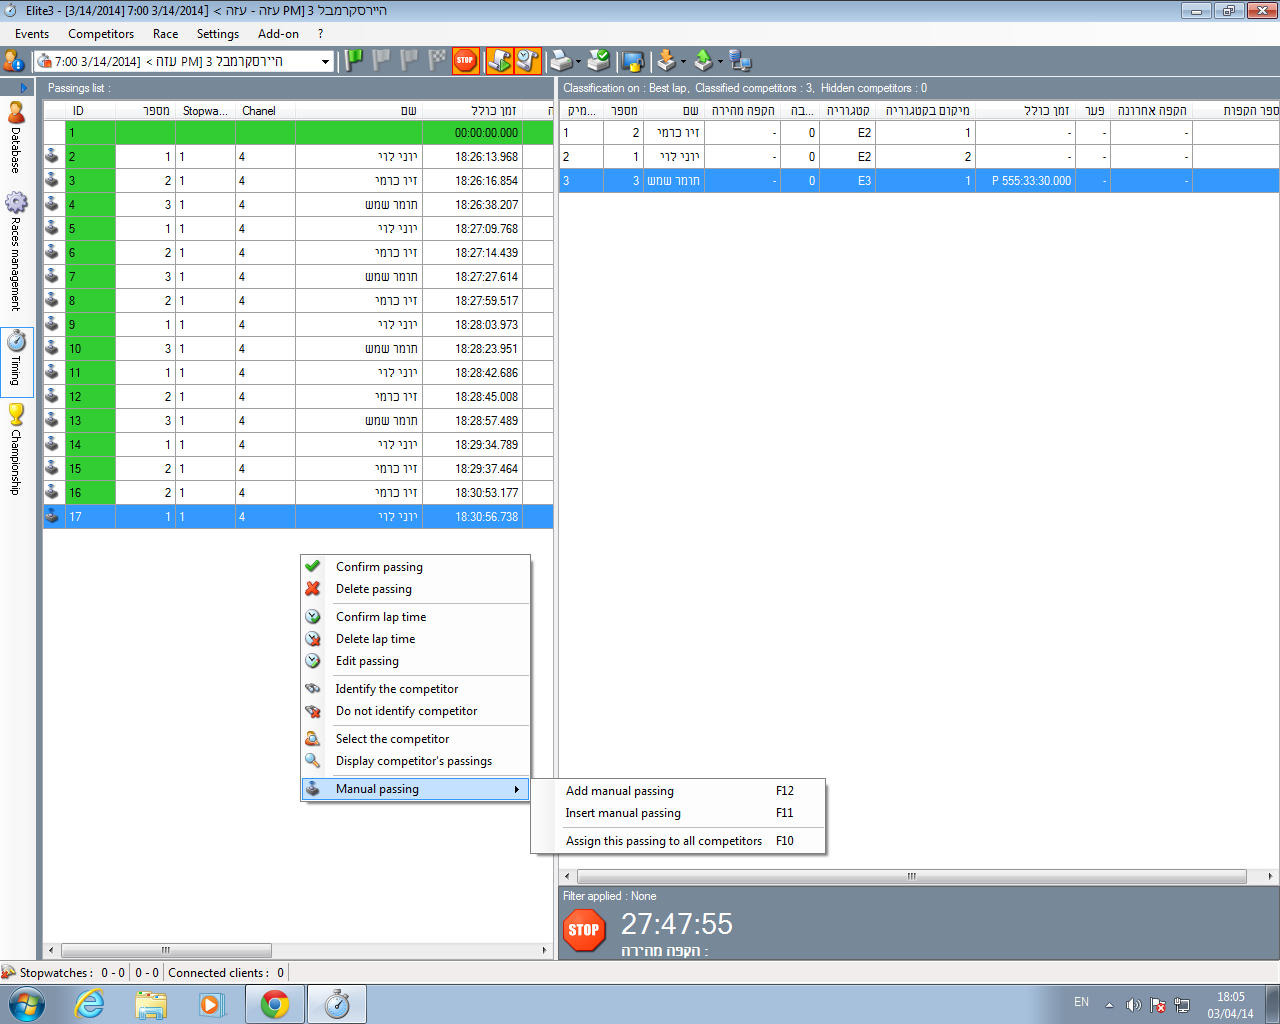 Elite3 - [3/14/2014] 7:00 3/14/2014] < היירסקרמבל 3 [PM עזה - עזה
Events Competitors Race Settings Add-on ?
7:00 3/14/2014] < היירסקרמבל 3 [PM עזה
STOP
Passings list :
ID מספר Stopwa... Chanel שם זמן כולל
1 00:00:00.000
2 1 1 4 יוני לוי 18:26:13.968
3 2 1 4 זיו כרמי 18:26:16.854
4 3 1 4 תומר שמש 18:26:38.207
5 1 1 4 יוני לוי 18:27:09.768
6 2 1 4 זיו כרמי 18:27:14.439
7 3 1 4 תומר שמש 18:27:27.614
8 2 1 4 זיו כרמי 18:27:59.517
9 1 1 4 יוני לוי 18:28:03.973
10 3 1 4 תומר שמש 18:28:23.951
11 1 1 4 יוני לוי 18:28:42.686
12 2 1 4 זיו כרמי 18:28:45.008
13 3 1 4 תומר שמש 18:28:57.489
14 1 1 4 יוני לוי 18:29:34.789
15 2 1 4 זיו כרמי 18:29:37.464
16 2 1 4 זיו כרמי 18:30:53.177
17 1 1 4 יוני לוי 18:30:56.738
Database
Races management
Timing
Championship
Confirm passing
Delete passing
Confirm lap time
Delete lap time
Edit passing
Identify the competitor
Do not identify competitor
Select the competitor
Display competitor's passings
Manual passing
Add manual passing F12
Insert manual passing F11
Assign this passing to all competitors F10
Classification on : Best lap, Classified competitors : 3, Hidden competitors : 0
מיק... מספר שם הקפה מהירה בה... קטגוריה מיקום בקטגוריה זמן כולל פער הקפה אחרונה ספר הקפות
1 2 זיו כרמי - 0 E2 1 - - -
2 1 יוני לוי - 0 E2 2 - - -
3 3 תומר שמש - 0 E3 1 P 555:33:30.000 - -
Filter applied : None
STOP 27:47:55
הקפה מהירה :
Stopwatches : 0 - 0 0 - 0 Connected clients : 0
EN 18:05
03/04/14